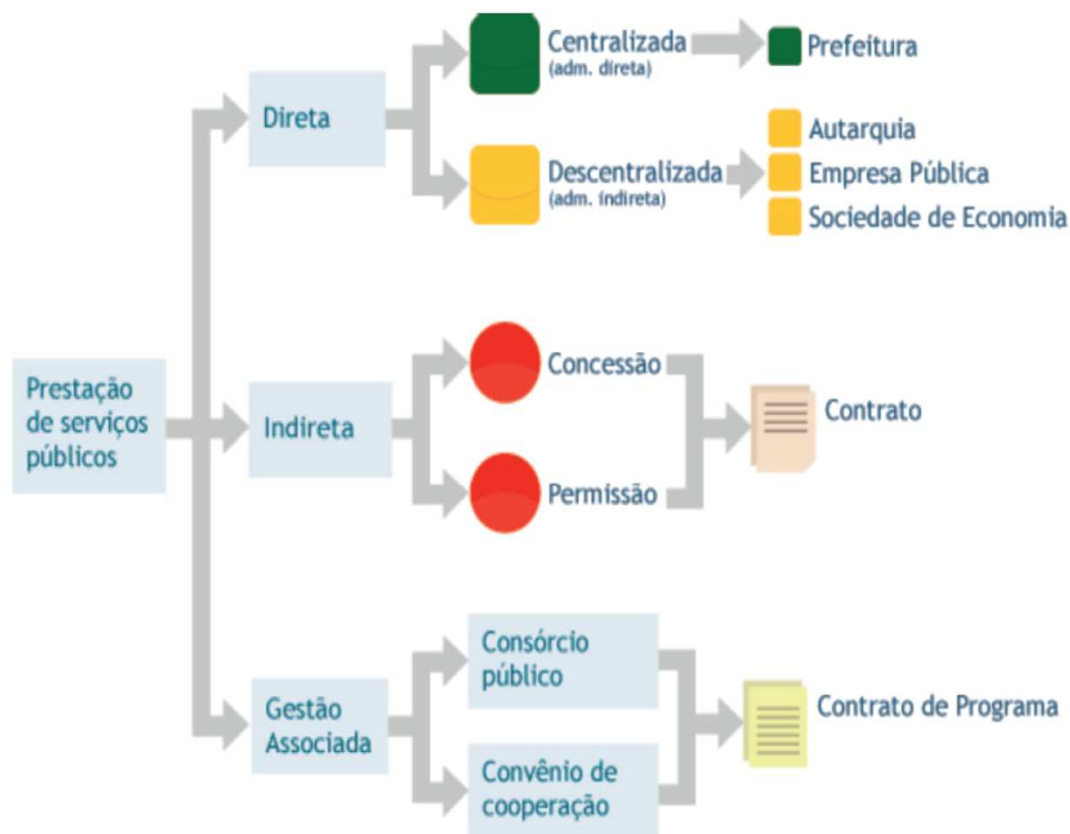 Centralizada
(adm. direta)
Prefeitura
Direta
Autarquia
Descentralizada
(adm. indireta)
Empresa Pública
Sociedade de Economia
Prestação
de serviços
públicos
Indireta
Concessão
Contrato
Permissão
Gestão
Associada
Consórcio
público
Contrato de Programa
Convênio de
cooperação